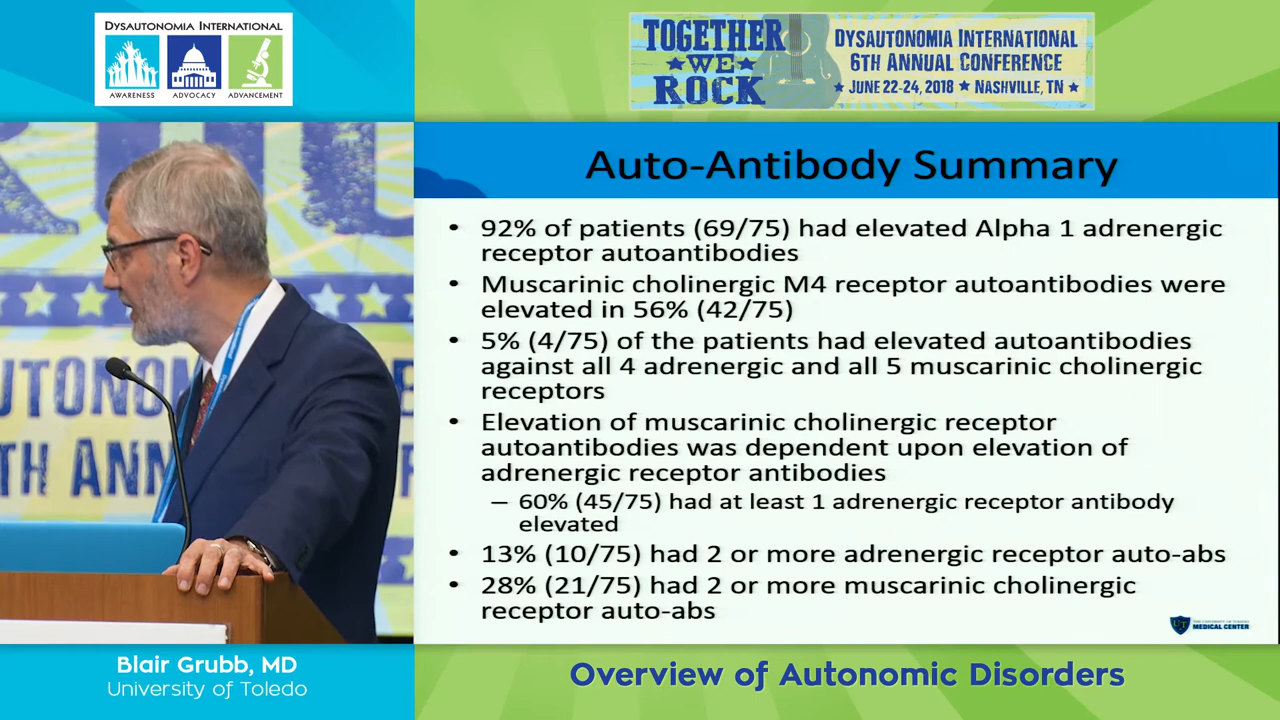 DYSAUTONOMIA INTERNATIONAL
AWARENESS ADVOCACY ADVANCEMENT
TOGETHER
WE
ROCK
DYSAUTONOMIA INTERNATIONAL
6TH ANNUAL CONFERENCE
JUNE 22-24, 2018 ★ NASHVILLE, TN
Auto-Antibody Summary
• 92% of patients (69/75) had elevated Alpha 1 adrenergic
receptor autoantibodies
• Muscarinic cholinergic M4 receptor autoantibodies were
elevated in 56% (42/75)
• 5% (4/75) of the patients had elevated autoantibodies
against all 4 adrenergic and all 5 muscarinic cholinergic
receptors
• Elevation of muscarinic cholinergic receptor
autoantibodies was dependent upon elevation of
adrenergic receptor antibodies
– 60% (45/75) had at least 1 adrenergic receptor antibody
elevated
• 13% (10/75) had 2 or more adrenergic receptor auto-abs
• 28% (21/75) had 2 or more muscarinic cholinergic
receptor auto-abs
UT
MEDICAL CENTER
Blair Grubb, MD
University of Toledo
Overview of Autonomic Disorders